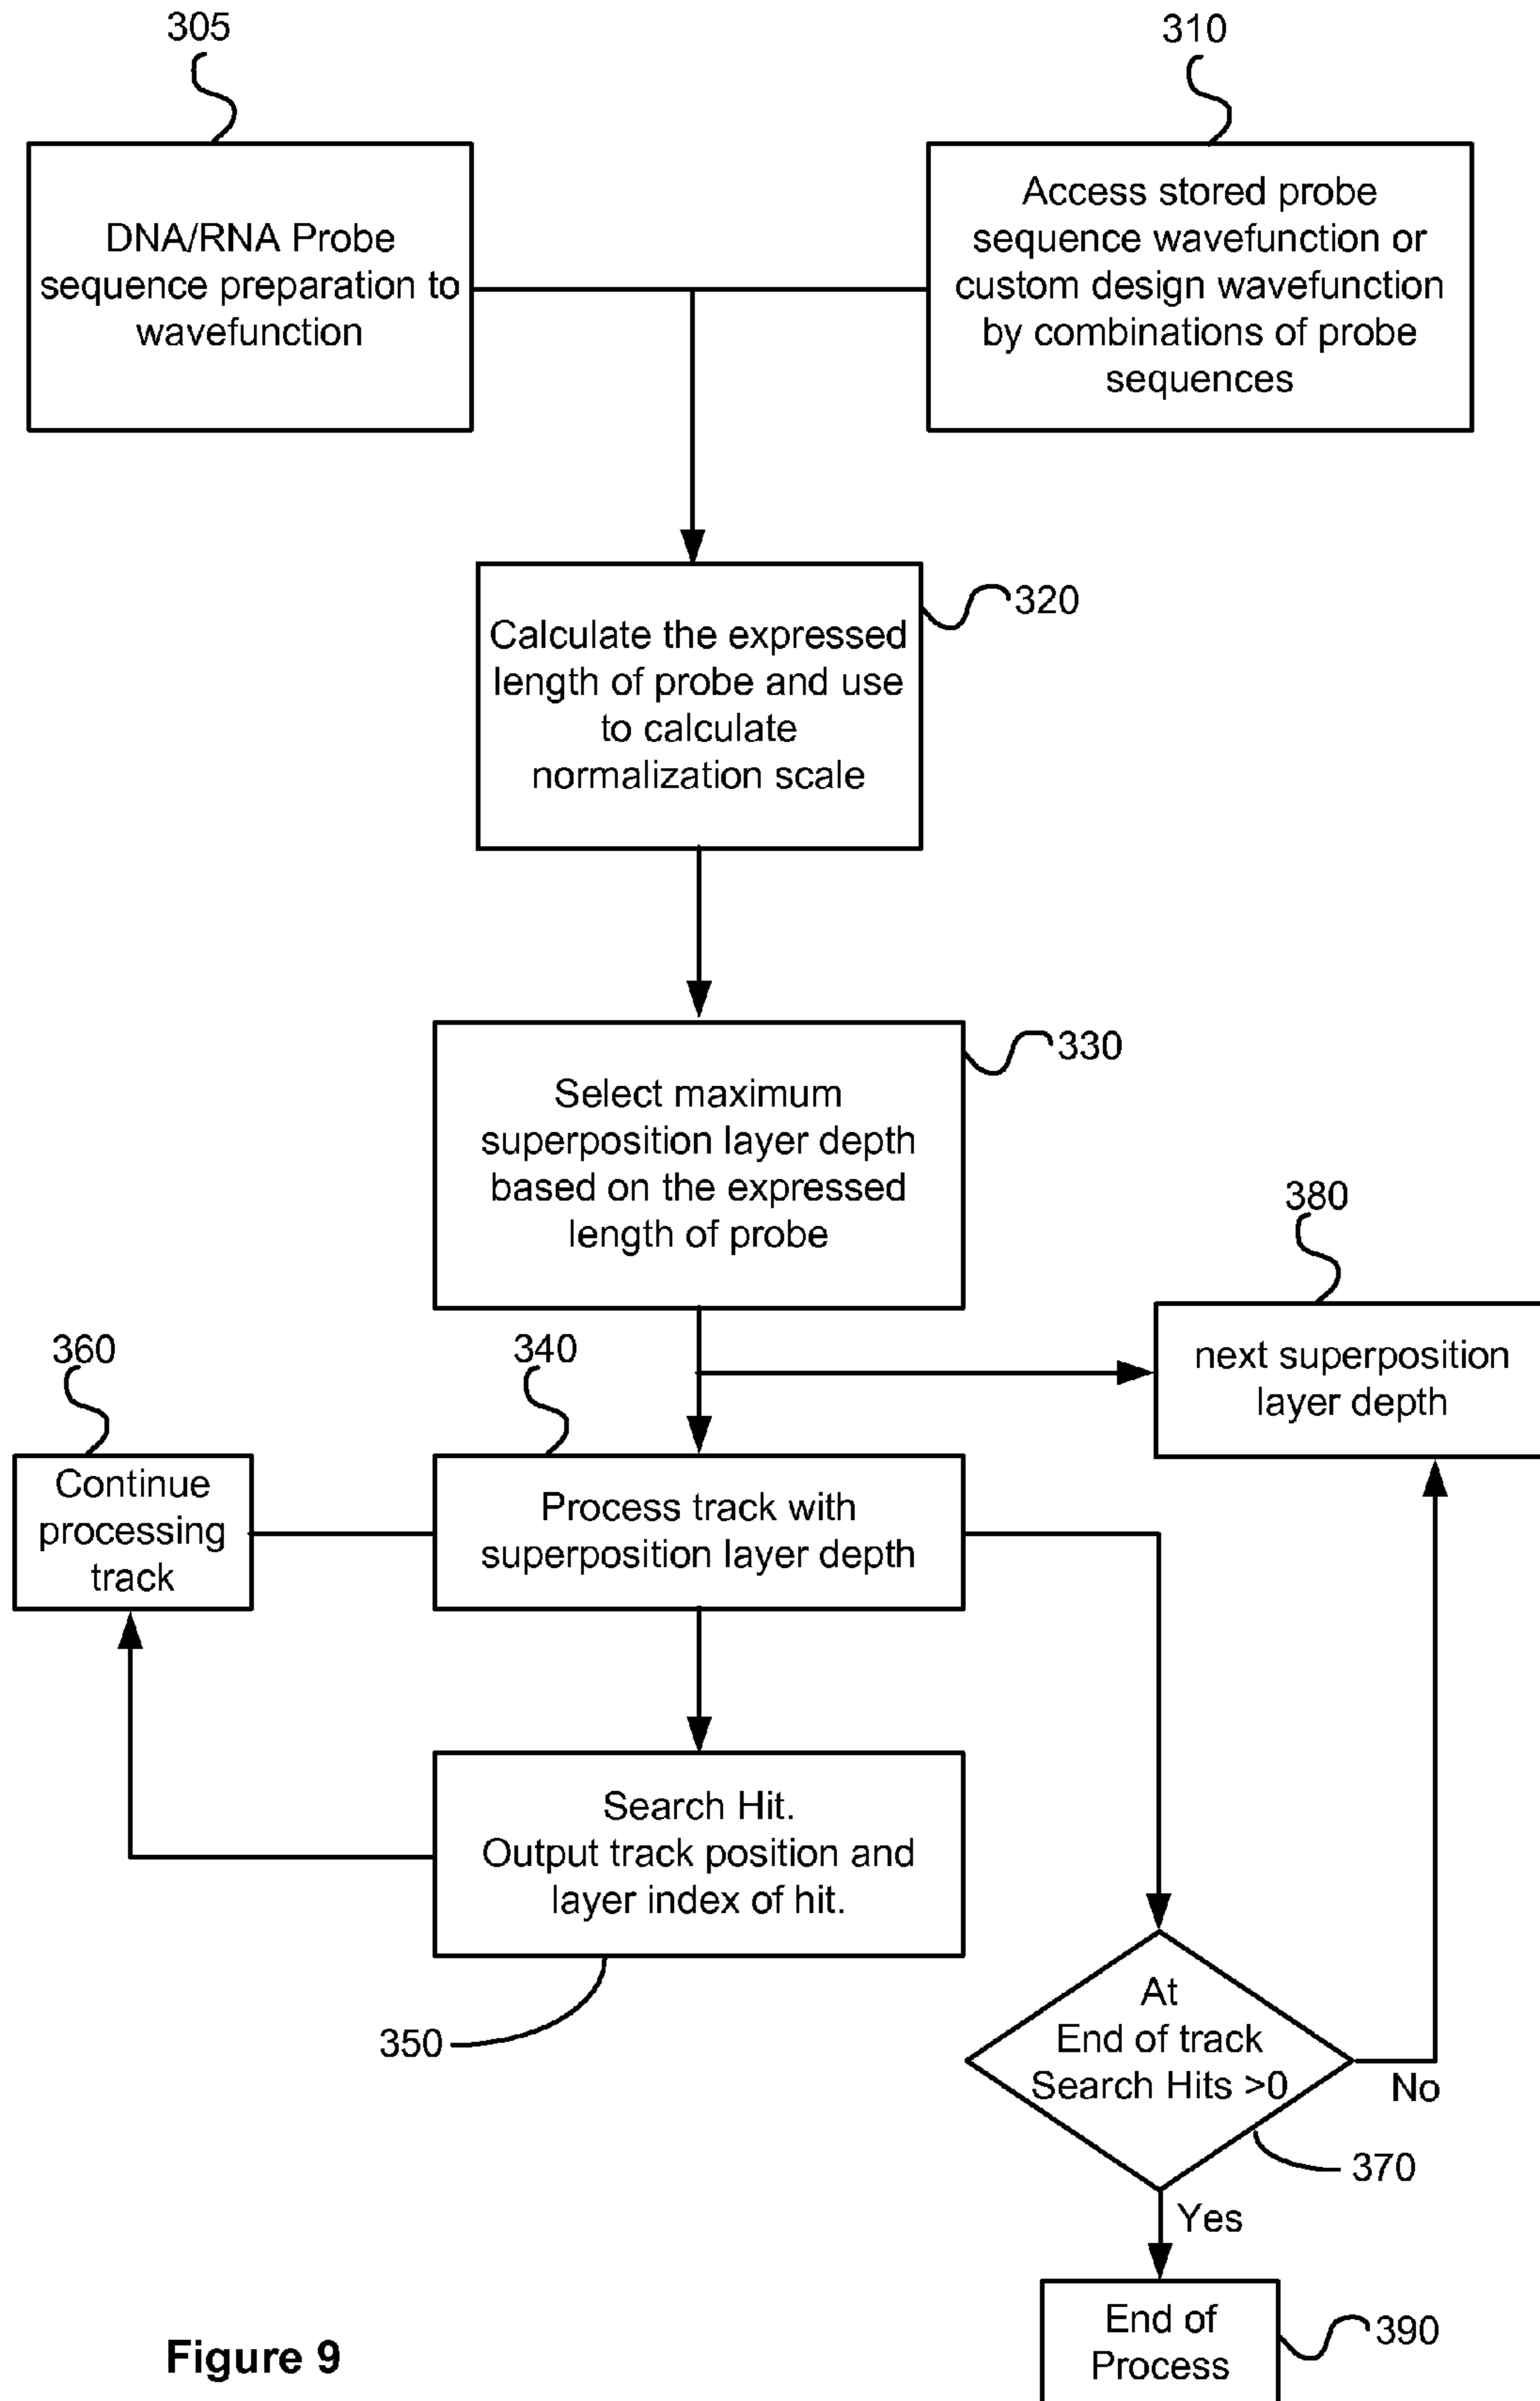 305
310
DNA/RNA Probe
sequence preparation to
wavefunction
Access stored probe
sequence wavefunction or
custom design wavefunction
by combinations of probe
sequences
320
Calculate the expressed
length of probe and use
to calculate
normalization scale
330
Select maximum
superposition layer depth
based on the expressed
length of probe
380
next superposition
layer depth
360
340
Continue
processing
track
Process track with
superposition layer depth
Search Hit.
Output track position and
layer index of hit.
350
At
End of track
Search Hits >0
No
370
Yes
End of
Process
390
Figure 9